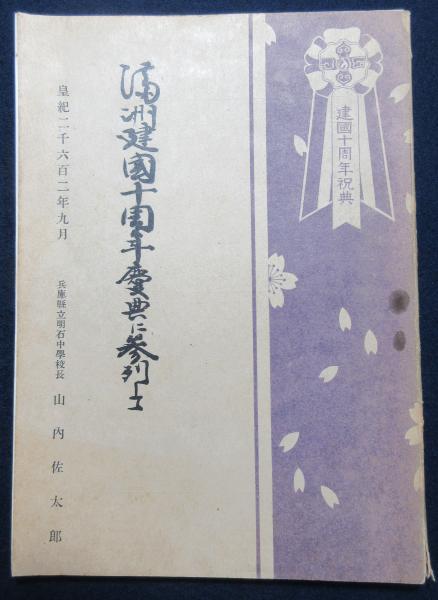 建國十周年祝典
満洲建國十周年慶典に参列して
皇紀二千六百二年九月
兵庫縣立明石中學校長 山内佐太郎